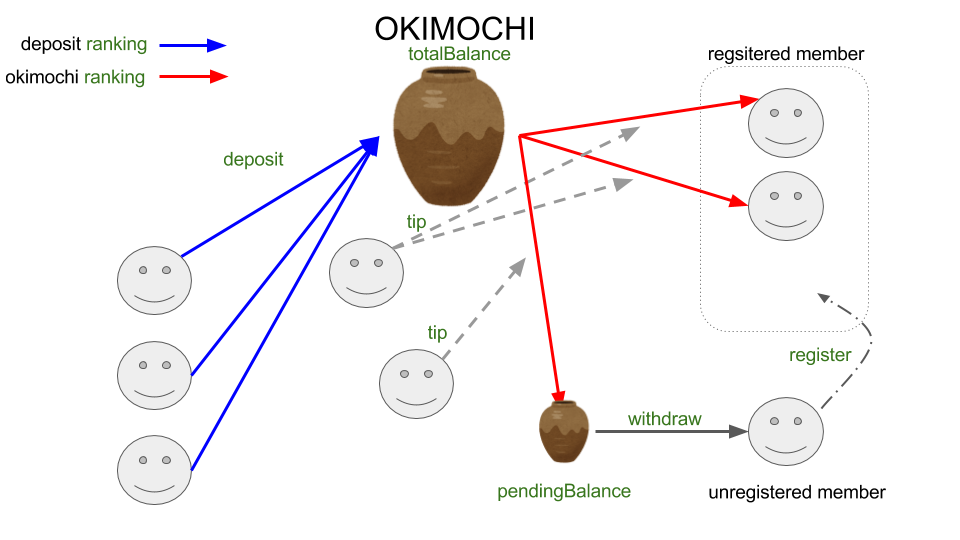 OKIMOCHI
totalBalance
deposit ranking
okimochi ranking
regsitered member
deposit
tip
tip
register
withdraw
pendingBalance
unregistered member